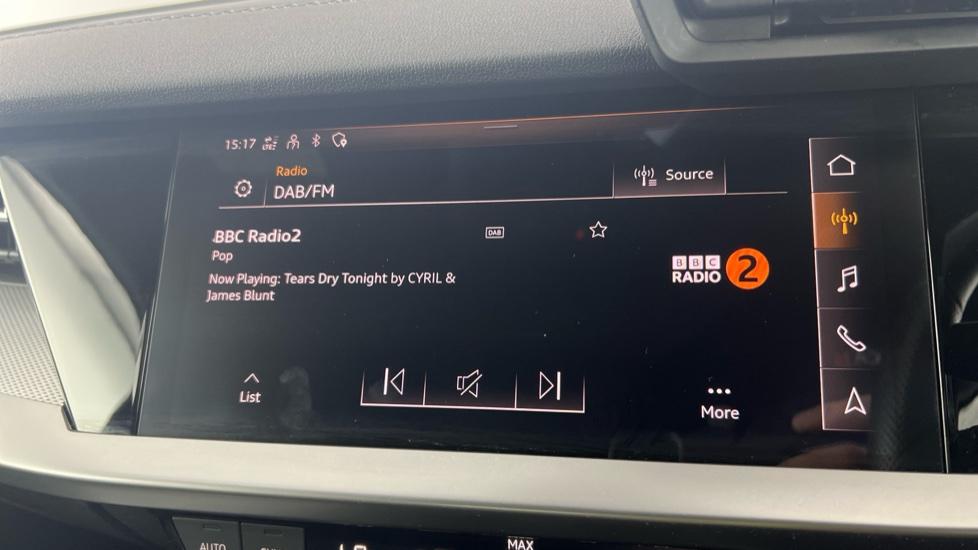 15:17 LTE
Radio
DAB/FM
Source
BBC Radio2
DAB
Pop
Now Playing: Tears Dry Tonight by CYRIL &
James Blunt
BBC
RADIO 2
List
More
AUTO
MAX